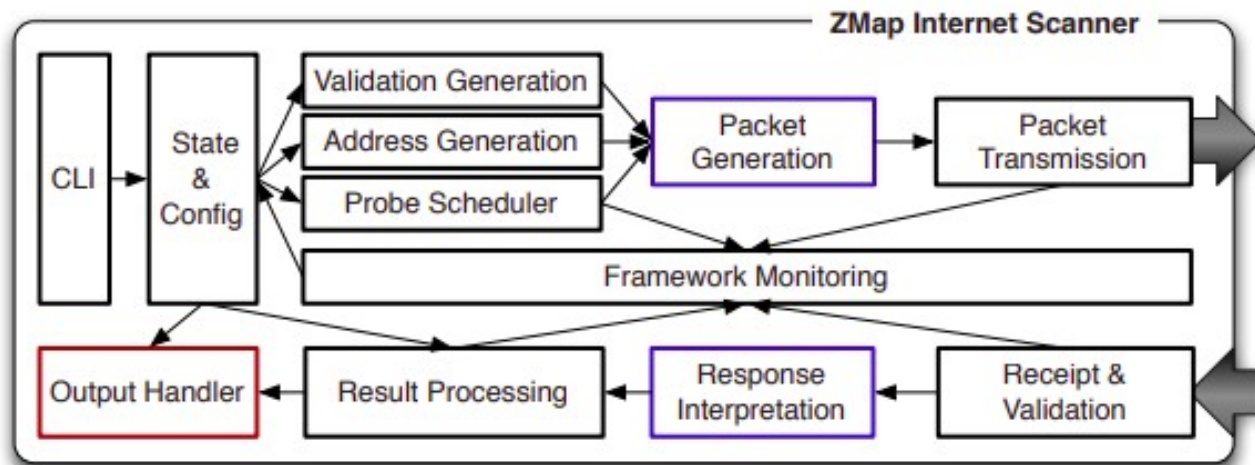 ZMap Internet Scanner
CLI
State
&
Config
Validation Generation
Address Generation
Probe Scheduler
Packet
Generation
Packet
Transmission
Framework Monitoring
Output Handler
Result Processing
Response
Interpretation
Receipt &
Validation